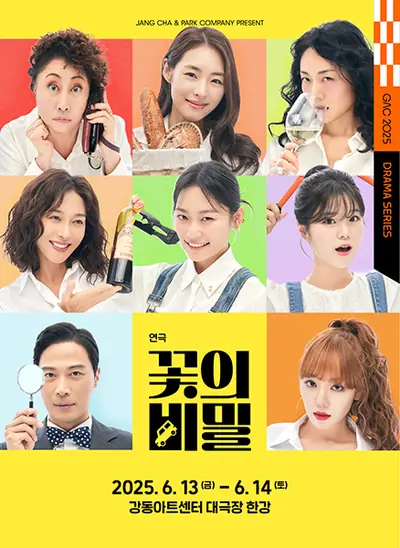 JANG CHA & PARK COMPANY PRESENT
GAC 2025
DRAMA SERIES
연극
꽃의
비밀
2025. 6. 13 (금) – 6. 14 (토)
강동아트센터 대극장 한강